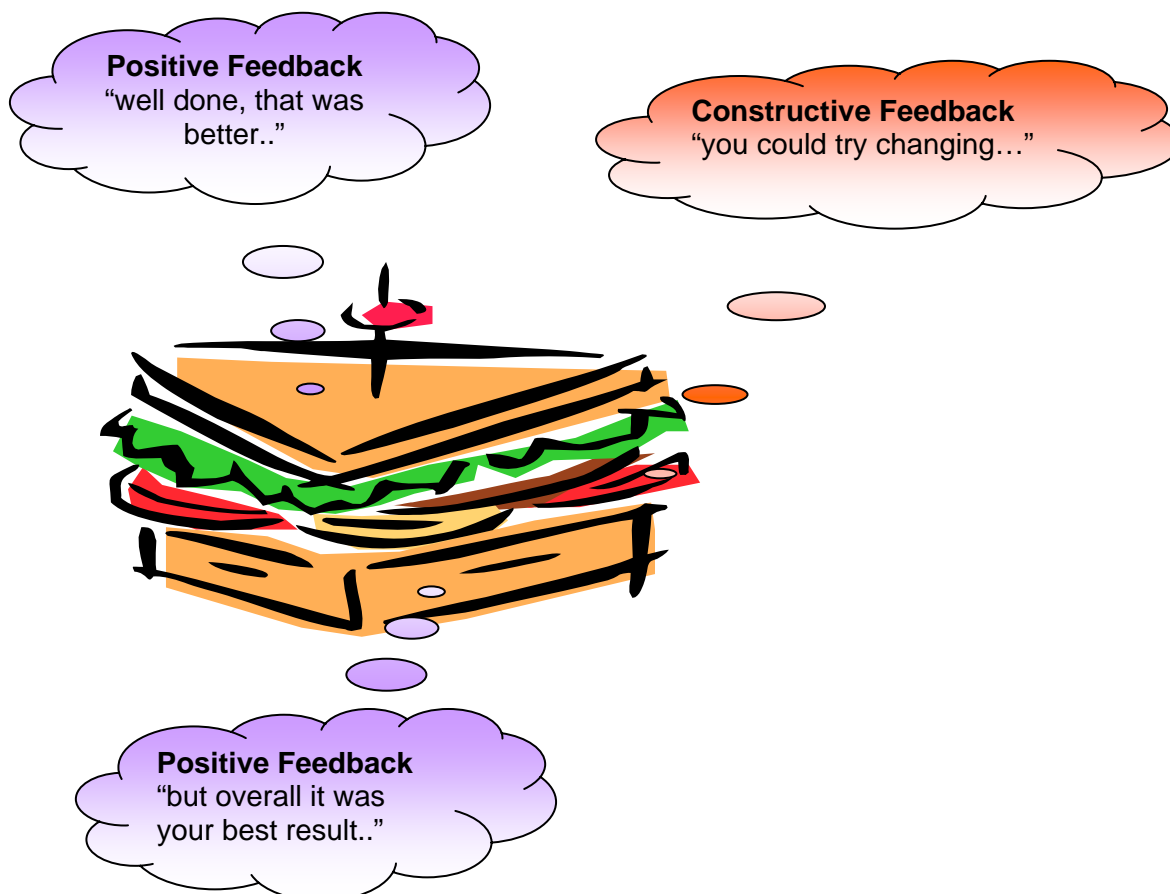 Positive Feedback
“well done, that was
better..”
Constructive Feedback
“you could try changing…”
Positive Feedback
“but overall it was
your best result..”